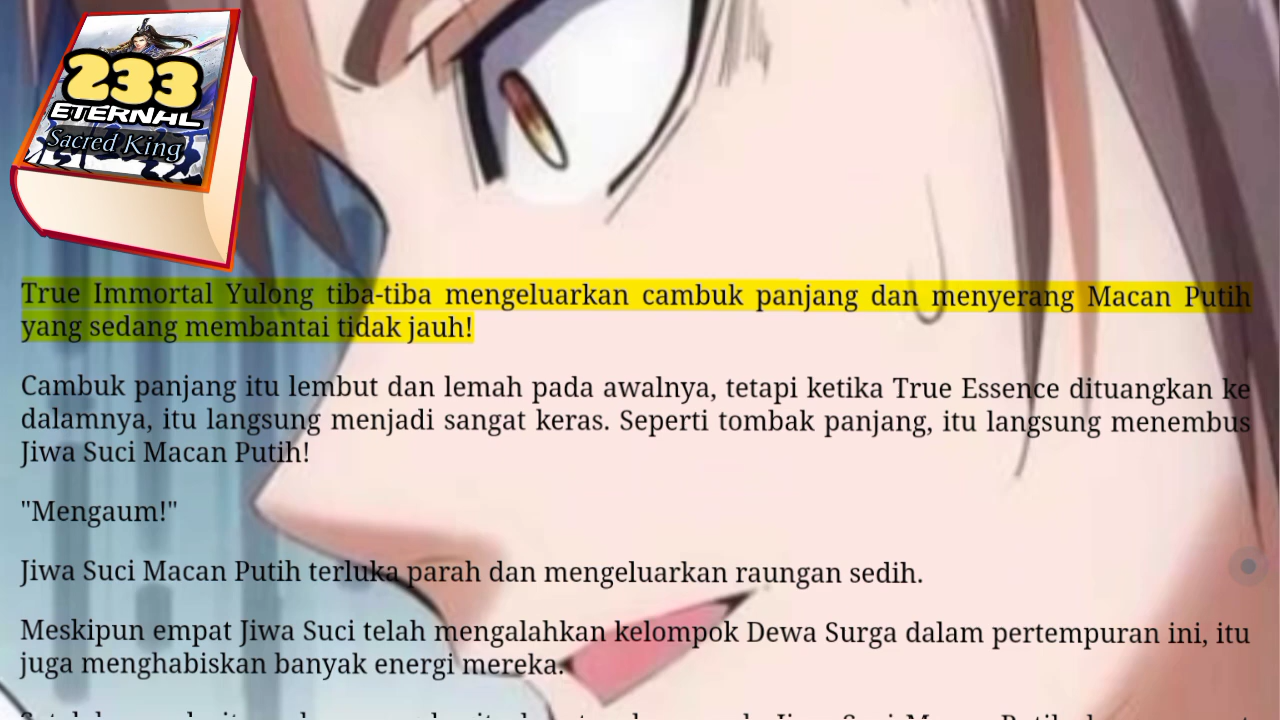 233
ETERNAL
Sacred King
True Immortal Yulong tiba-tiba mengeluarkan cambuk panjang dan menyerang Macan Putih
yang sedang membantai tidak jauh!
Cambuk panjang itu lembut dan lemah pada awalnya, tetapi ketika True Essence dituangkan ke
dalamnya, itu langsung menjadi sangat keras. Seperti tombak panjang, itu langsung menembus
Jiwa Suci Macan Putih!
"Mengaum!"
Jiwa Suci Macan Putih terluka parah dan mengeluarkan raungan sedih.
Meskipun empat Jiwa Suci telah mengalahkan kelompok Dewa Surga dalam pertempuran ini, itu
juga menghabiskan banyak energi mereka.